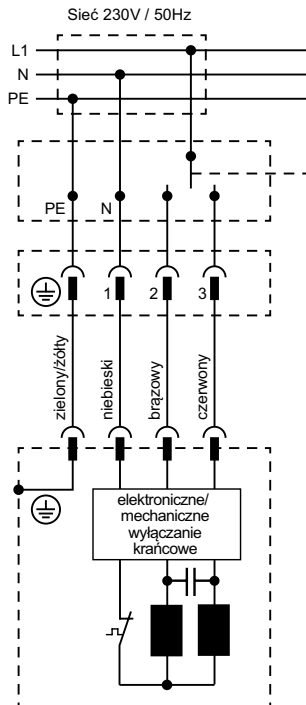 Sieć 230V / 50Hz
L1
N
PE
PE
N
1
2
3
zielony/żółty
niebieski
brązowy
czerwony
elektroniczne/
mechaniczne
wyłączanie
krańcowe